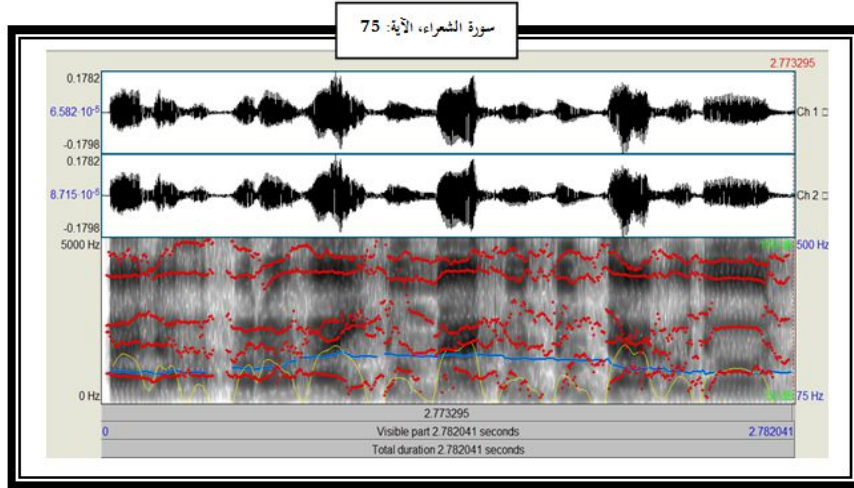 سورة الشعراء، الآية: 75
2.773295
0.1782
6.582·10-5
-0.1798
Ch 1
0.1782
8.715·10-5
-0.1798
Ch 2
5000 Hz
500 Hz
0 Hz
75 Hz
2.773295
0
Visible part 2.782041 seconds
2.782041
Total duration 2.782041 seconds